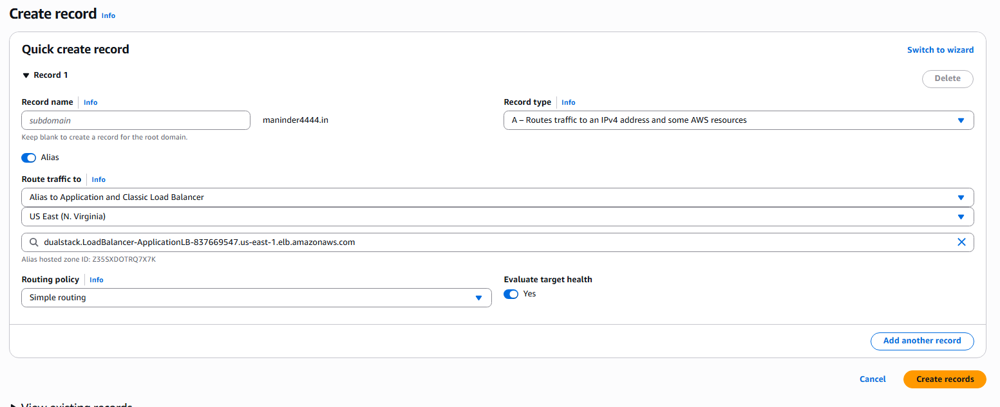 Create record Info
Quick create record
Switch to wizard
Record 1
Delete
Record name Info
Record type Info
subdomain
maninder4444.in
A – Routes traffic to an IPv4 address and some AWS resources
Keep blank to create a record for the root domain.
Alias
Route traffic to Info
Alias to Application and Classic Load Balancer
US East (N. Virginia)
dualstack.LoadBalancer-ApplicationLB-837669547.us-east-1.elb.amazonaws.com
Alias hosted zone ID: Z35SXDOTRQ7X7K
Routing policy Info
Evaluate target health
Simple routing
Yes
Add another record
Cancel
Create records
View existing records